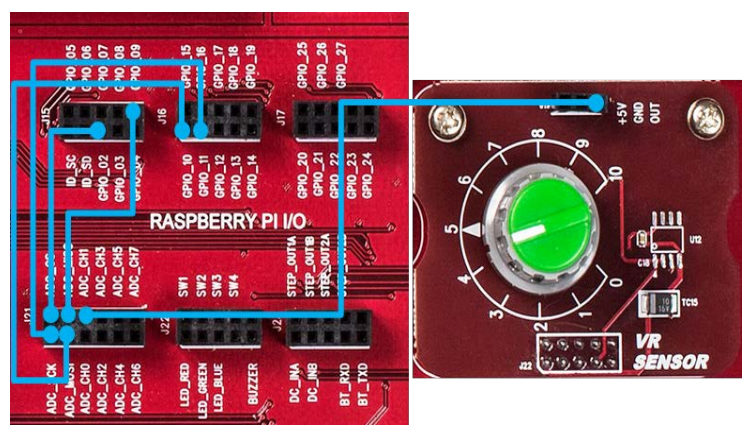 GPIO_05
GPIO_06
GPIO_07
GPIO_08
GPIO_09
GPIO_15
GPIO_16
GPIO_17
GPIO_18
GPIO_19
GPIO_25
GPIO_26
GPIO_27
J15
J16
J17
ID_SC
ID_SD
GPIO_02
GPIO_03
GPIO_10
GPIO_11
GPIO_12
GPIO_13
GPIO_14
GPIO_20
GPIO_21
GPIO_22
GPIO_23
GPIO_24
RASPBERRY PI I/O
ADC_CH1
ADC_CH3
ADC_CH5
ADC_CH7
SW1
SW2
SW3
SW4
STEP_OUT1A
STEP_OUT1B
STEP_OUT2A
J21
J22
ADC_CH0
ADC_CH2
ADC_CH4
ADC_CH6
LED_RED
LED_GREEN
LED_BLUE
BUZZER
DC_INA
DC_INB
BT_RXD
BT_TXD
+5V
GND
OUT
0
1
2
3
4
5
6
7
8
9
10
U12
C18
TC15
10
16V
J22
VR
SENSOR